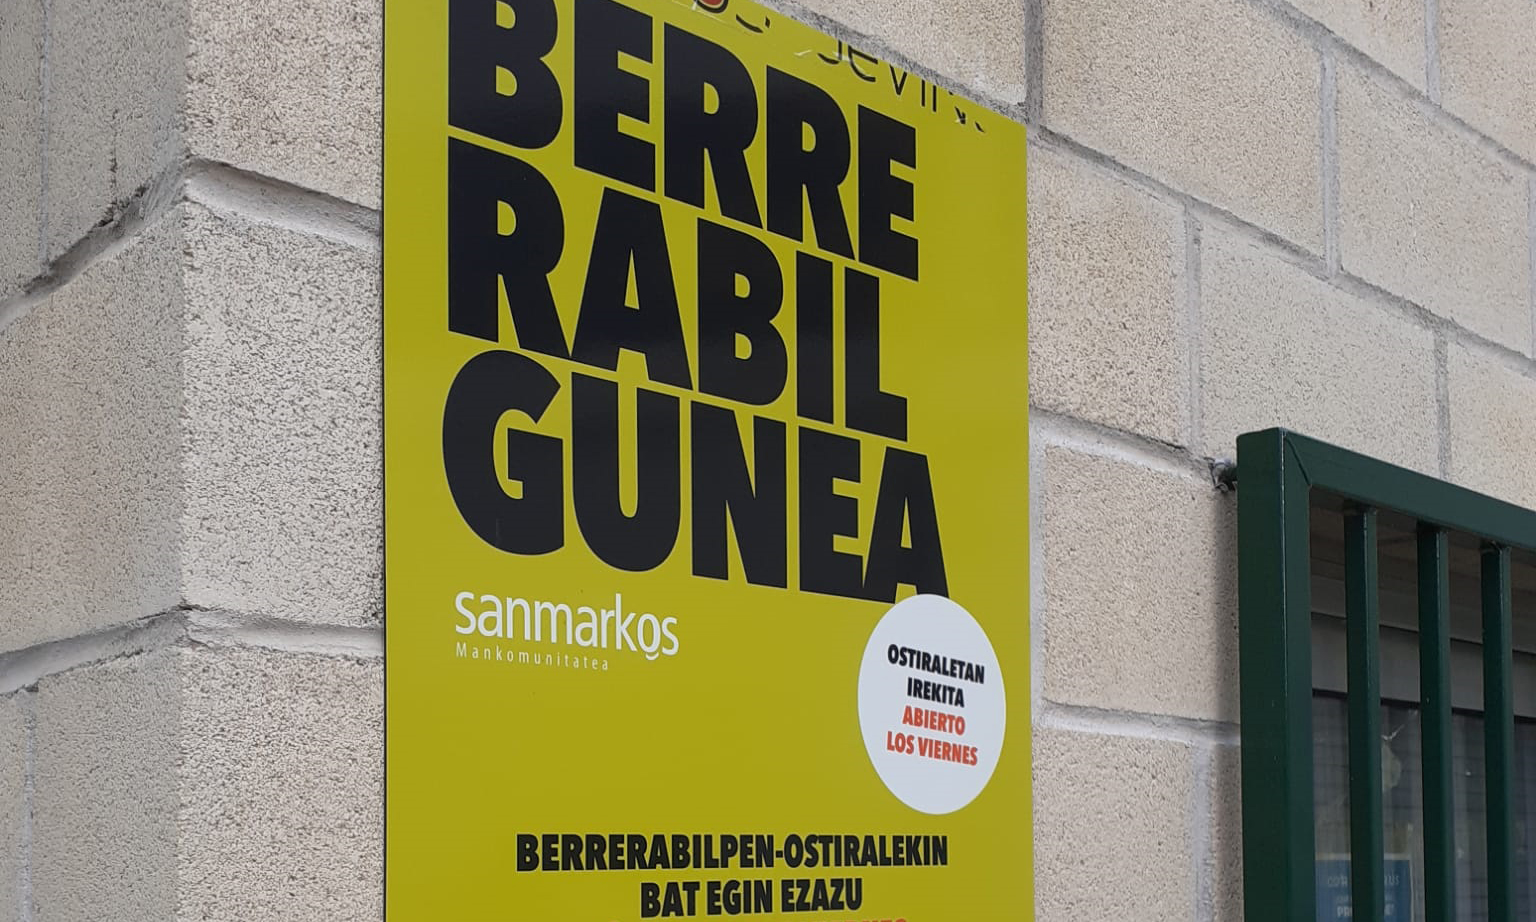 BERRE
RABIL
GUNEA
sanmarkos
Mankomunitatea
OSTIRALETAN
IREKITA
ABIERTO
LOS VIERNES
BERRERABILPEN-OSTIRALEKIN
BAT EGIN EZAZU